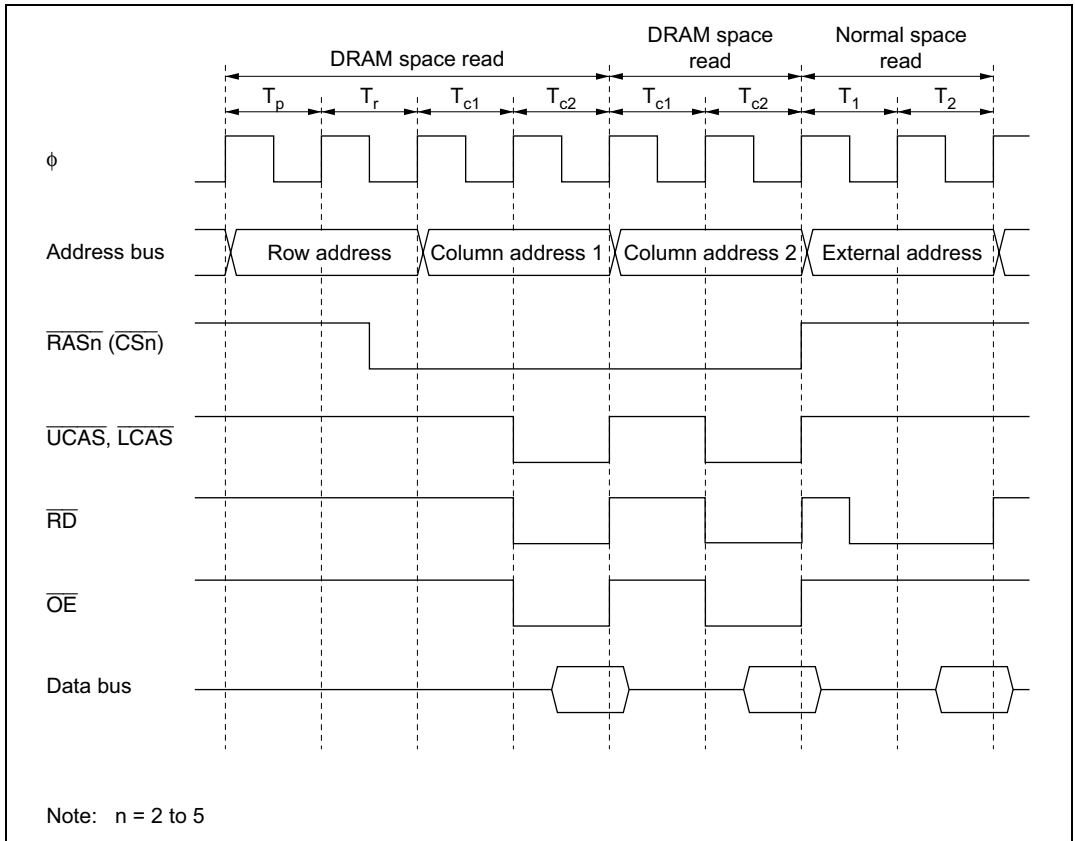 DRAM space read
DRAM space read
Normal space read
Tp Tr Tc1 Tc2 Tc1 Tc2 T1 T2
ϕ
Address bus Row address Column address 1 Column address 2 External address
RASn (CSn)
UCAS, LCAS
RD
OE
Data bus
Note: n = 2 to 5